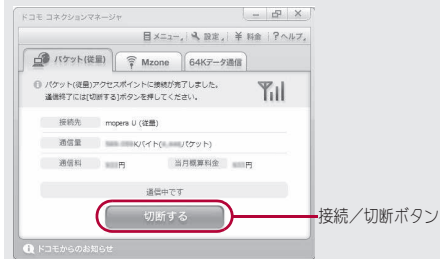 ドコモ コネクションマネージャ
メニュー 設定 ¥ 料金 ? ヘルプ
パケット(従量) Mzone 64Kデータ通信
パケット(従量)アクセスポイントに接続が完了しました。
通信終了には[切断する]ボタンを押してください。
接続先 mopera U (従量)
通信量 Kバイト( パケット)
通信料 円 当月概算料金 円
通信中です
切断する
接続/切断ボタン
ドコモからのお知らせ